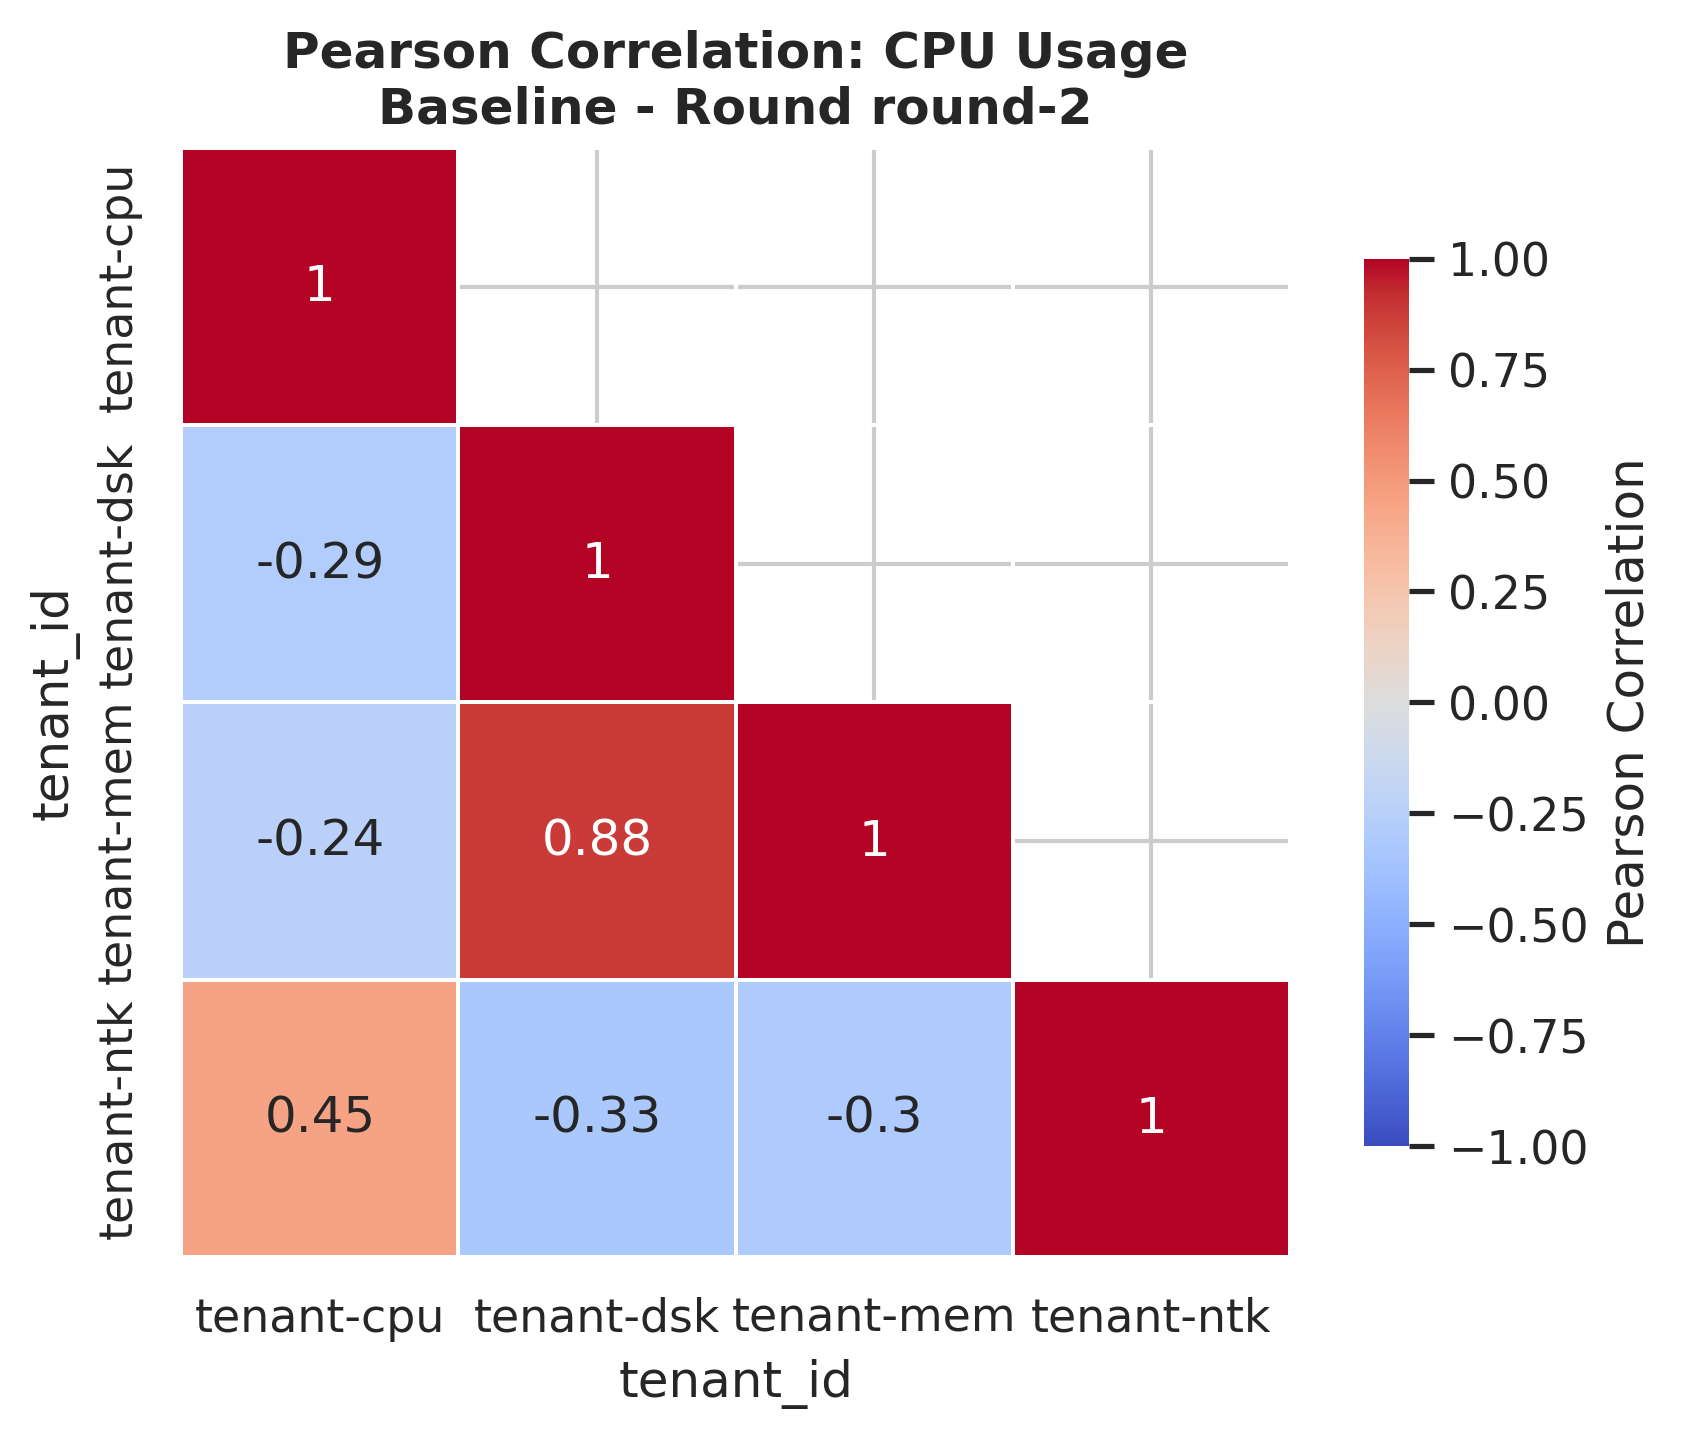 Pearson Correlation: CPU Usage
Baseline - Round round-2
tenant_id
tenant-cpu
tenant-dsk
tenant-mem
tenant-ntk
1
-0.29
1
-0.24
0.88
1
0.45
-0.33
-0.3
1
tenant-cpu
tenant-dsk
tenant-mem
tenant-ntk
tenant_id
1.00
0.75
0.50
0.25
0.00
−0.25
−0.50
−0.75
−1.00
Pearson Correlation